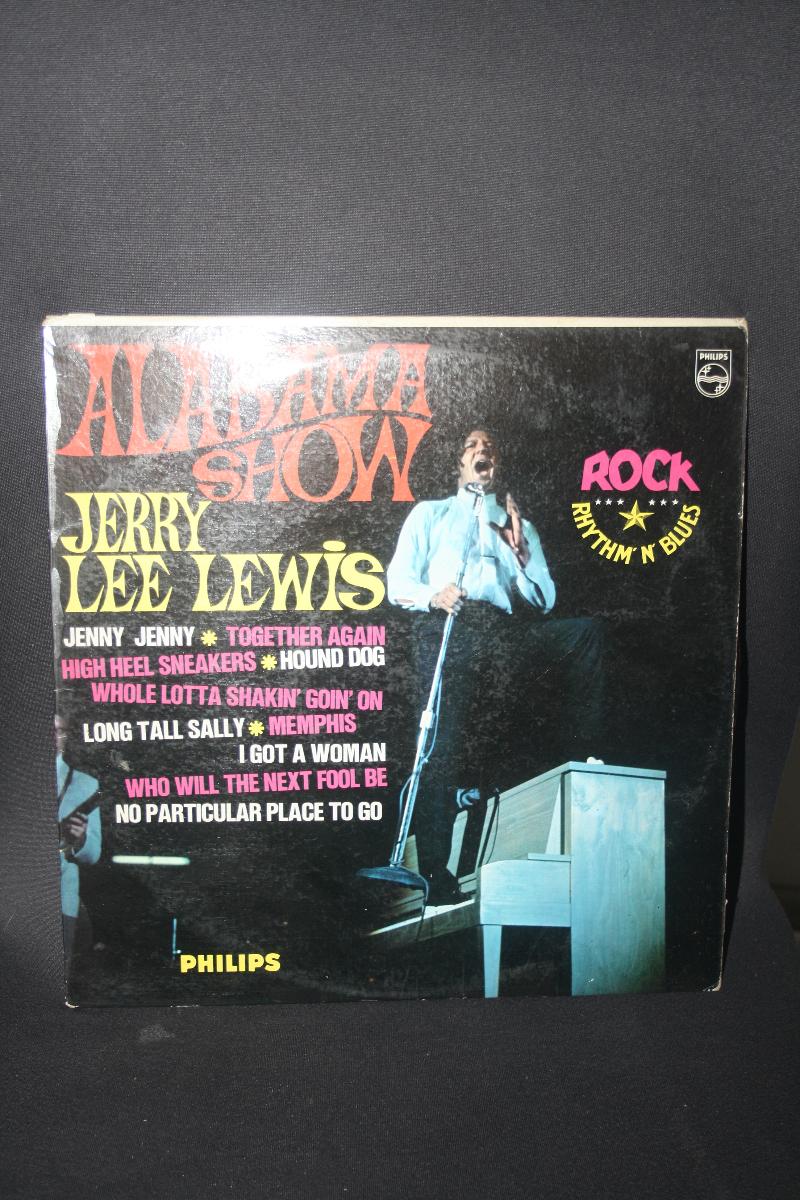 PHILIPS
ALABAMA
SHOW
JERRY
LEE LEWIS
ROCK
RHYTHM' N' BLUES
JENNY JENNY * TOGETHER AGAIN
HIGH HEEL SNEAKERS * HOUND DOG
WHOLE LOTTA SHAKIN' GOIN' ON
LONG TALL SALLY * MEMPHIS
I GOT A WOMAN
WHO WILL THE NEXT FOOL BE
NO PARTICULAR PLACE TO GO
PHILIPS